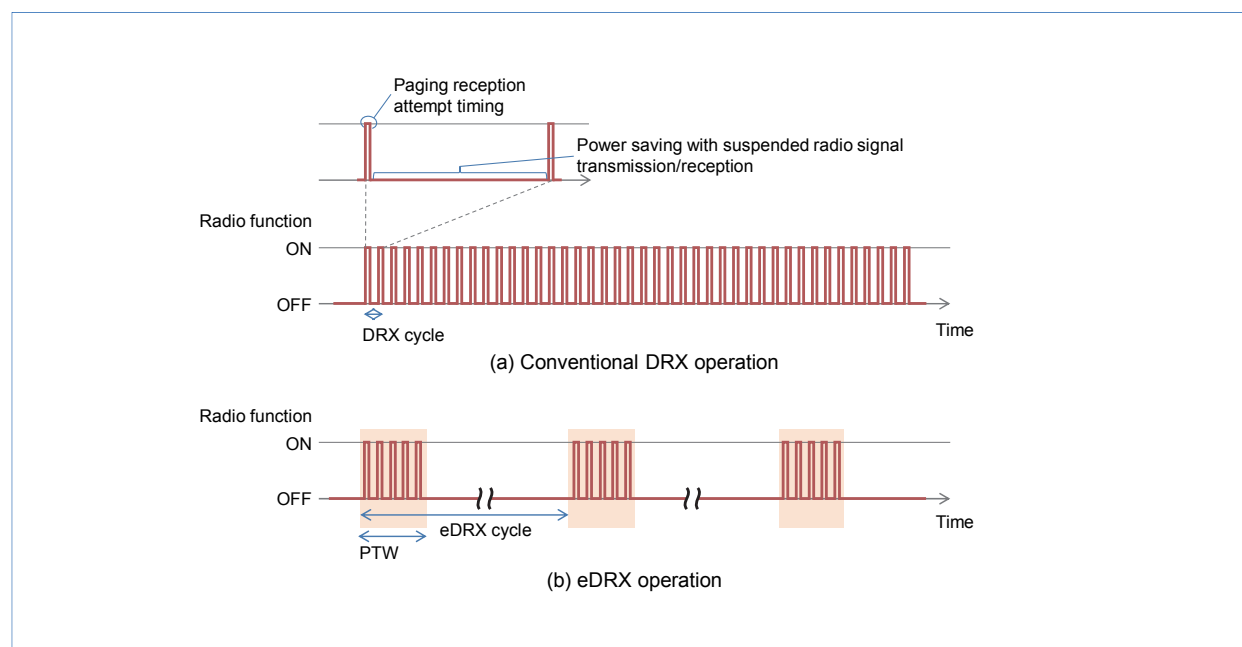 Paging reception
attempt timing
Power saving with suspended radio signal
transmission/reception
Radio function
ON
OFF
DRX cycle
Time
(a) Conventional DRX operation
Radio function
ON
OFF
Time
eDRX cycle
PTW
(b) eDRX operation